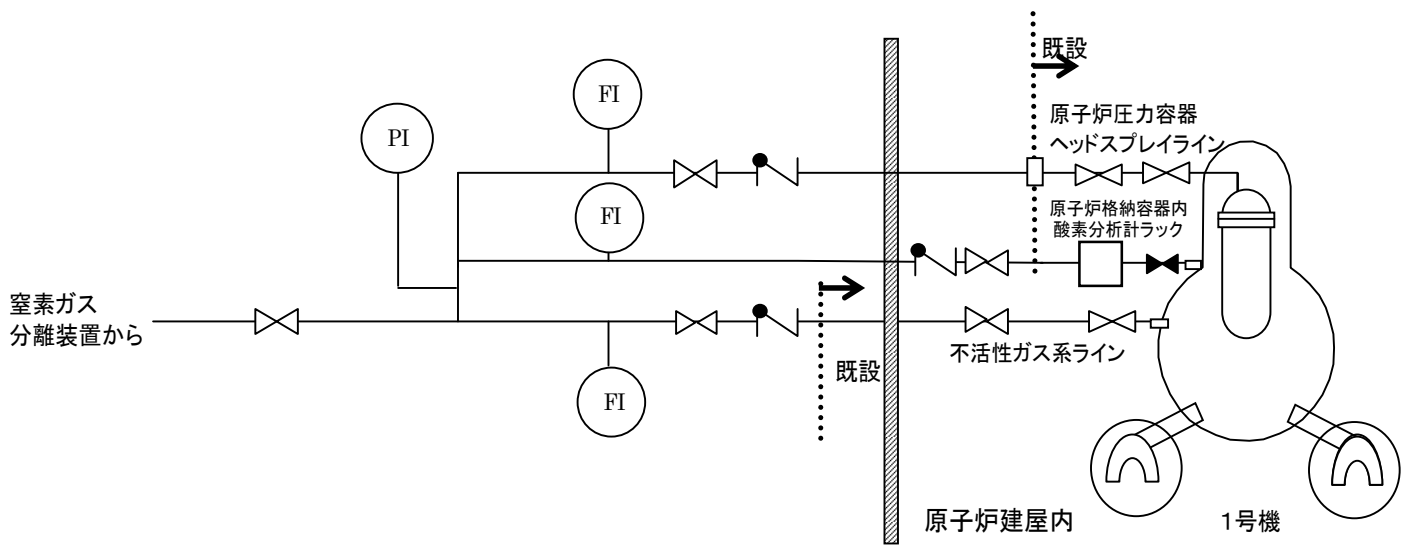 既設
FI
原子炉圧力容器
ヘッドスプレイライン
PI
FI
原子炉格納容器内
酸素分析計ラック
窒素ガス
分離装置から
不活性ガス系ライン
既設
FI
原子炉建屋内
1号機